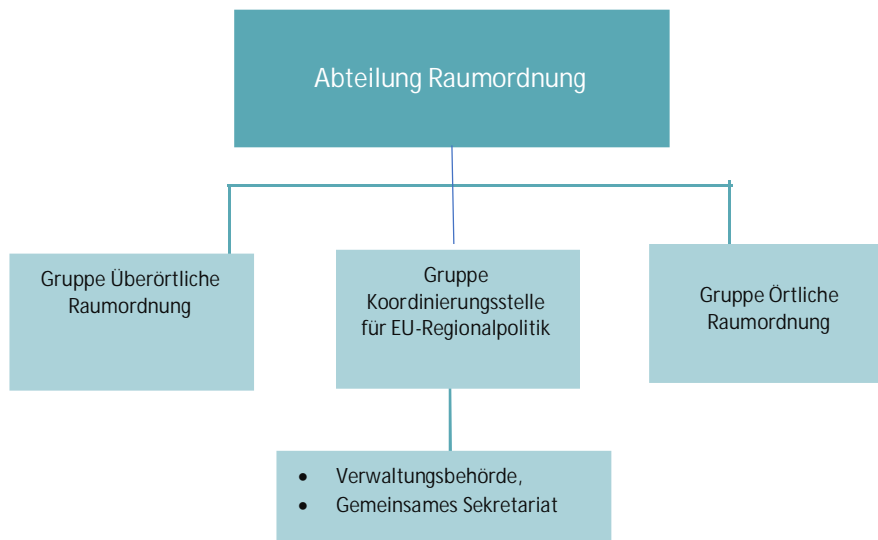 Abteilung Raumordnung
Gruppe Überörtliche
Raumordnung
Gruppe
Koordinierungsstelle
für EU-Regionalpolitik
Gruppe Örtliche
Raumordnung
• Verwaltungsbehörde,
• Gemeinsames Sekretariat